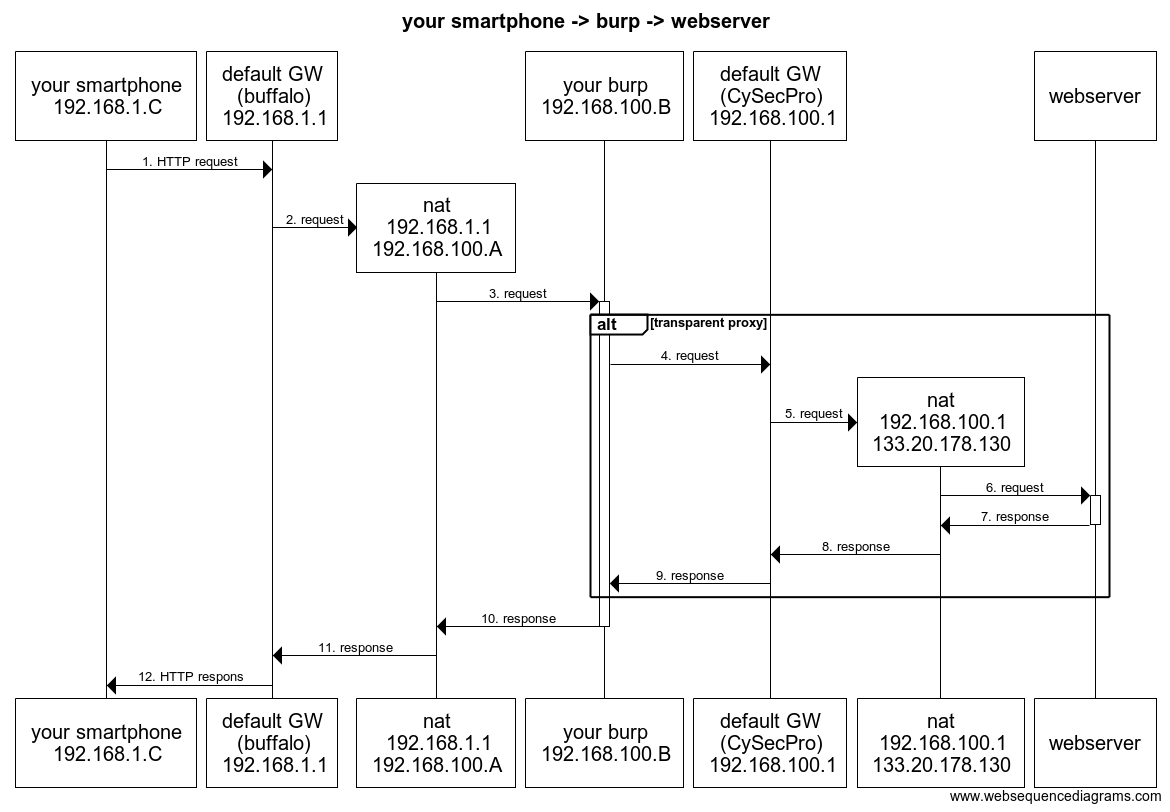 your smartphone -> burp -> webserver
your smartphone
192.168.1.C
default GW
(buffalo)
192.168.1.1
your burp
192.168.100.B
default GW
(CySecPro)
192.168.100.1
webserver
1. HTTP request
nat
192.168.1.1
192.168.100.A
2. request
3. request
alt
[transparent proxy]
4. request
nat
192.168.100.1
133.20.178.130
5. request
6. request
7. response
8. response
9. response
10. response
11. response
12. HTTP respons
your smartphone
192.168.1.C
default GW
(buffalo)
192.168.1.1
nat
192.168.1.1
192.168.100.A
your burp
192.168.100.B
default GW
(CySecPro)
192.168.100.1
nat
192.168.100.1
133.20.178.130
webserver
www.websequencediagrams.com